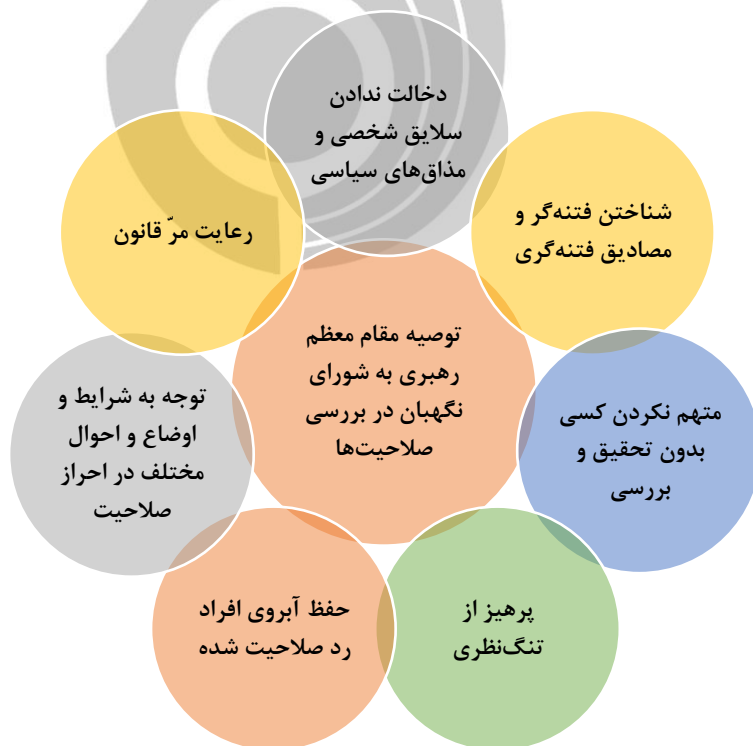 توصیه مقام معظم
رهبری به شورای
نگهبان در بررسی
صلاحیت‌ها
دخالت ندادن
سلایق شخصی و
مذاق‌های سیاسی
شناختن فتنه‌گر و
مصادیق فتنه‌گری
متهم نکردن کسی
بدون تحقیق و
بررسی
پرهیز از
تنگ‌نظری
حفظ آبروی افراد
رد صلاحیت شده
توجه به شرایط و
اوضاع و احوال
مختلف در احراز
صلاحیت
رعایت مرّ قانون